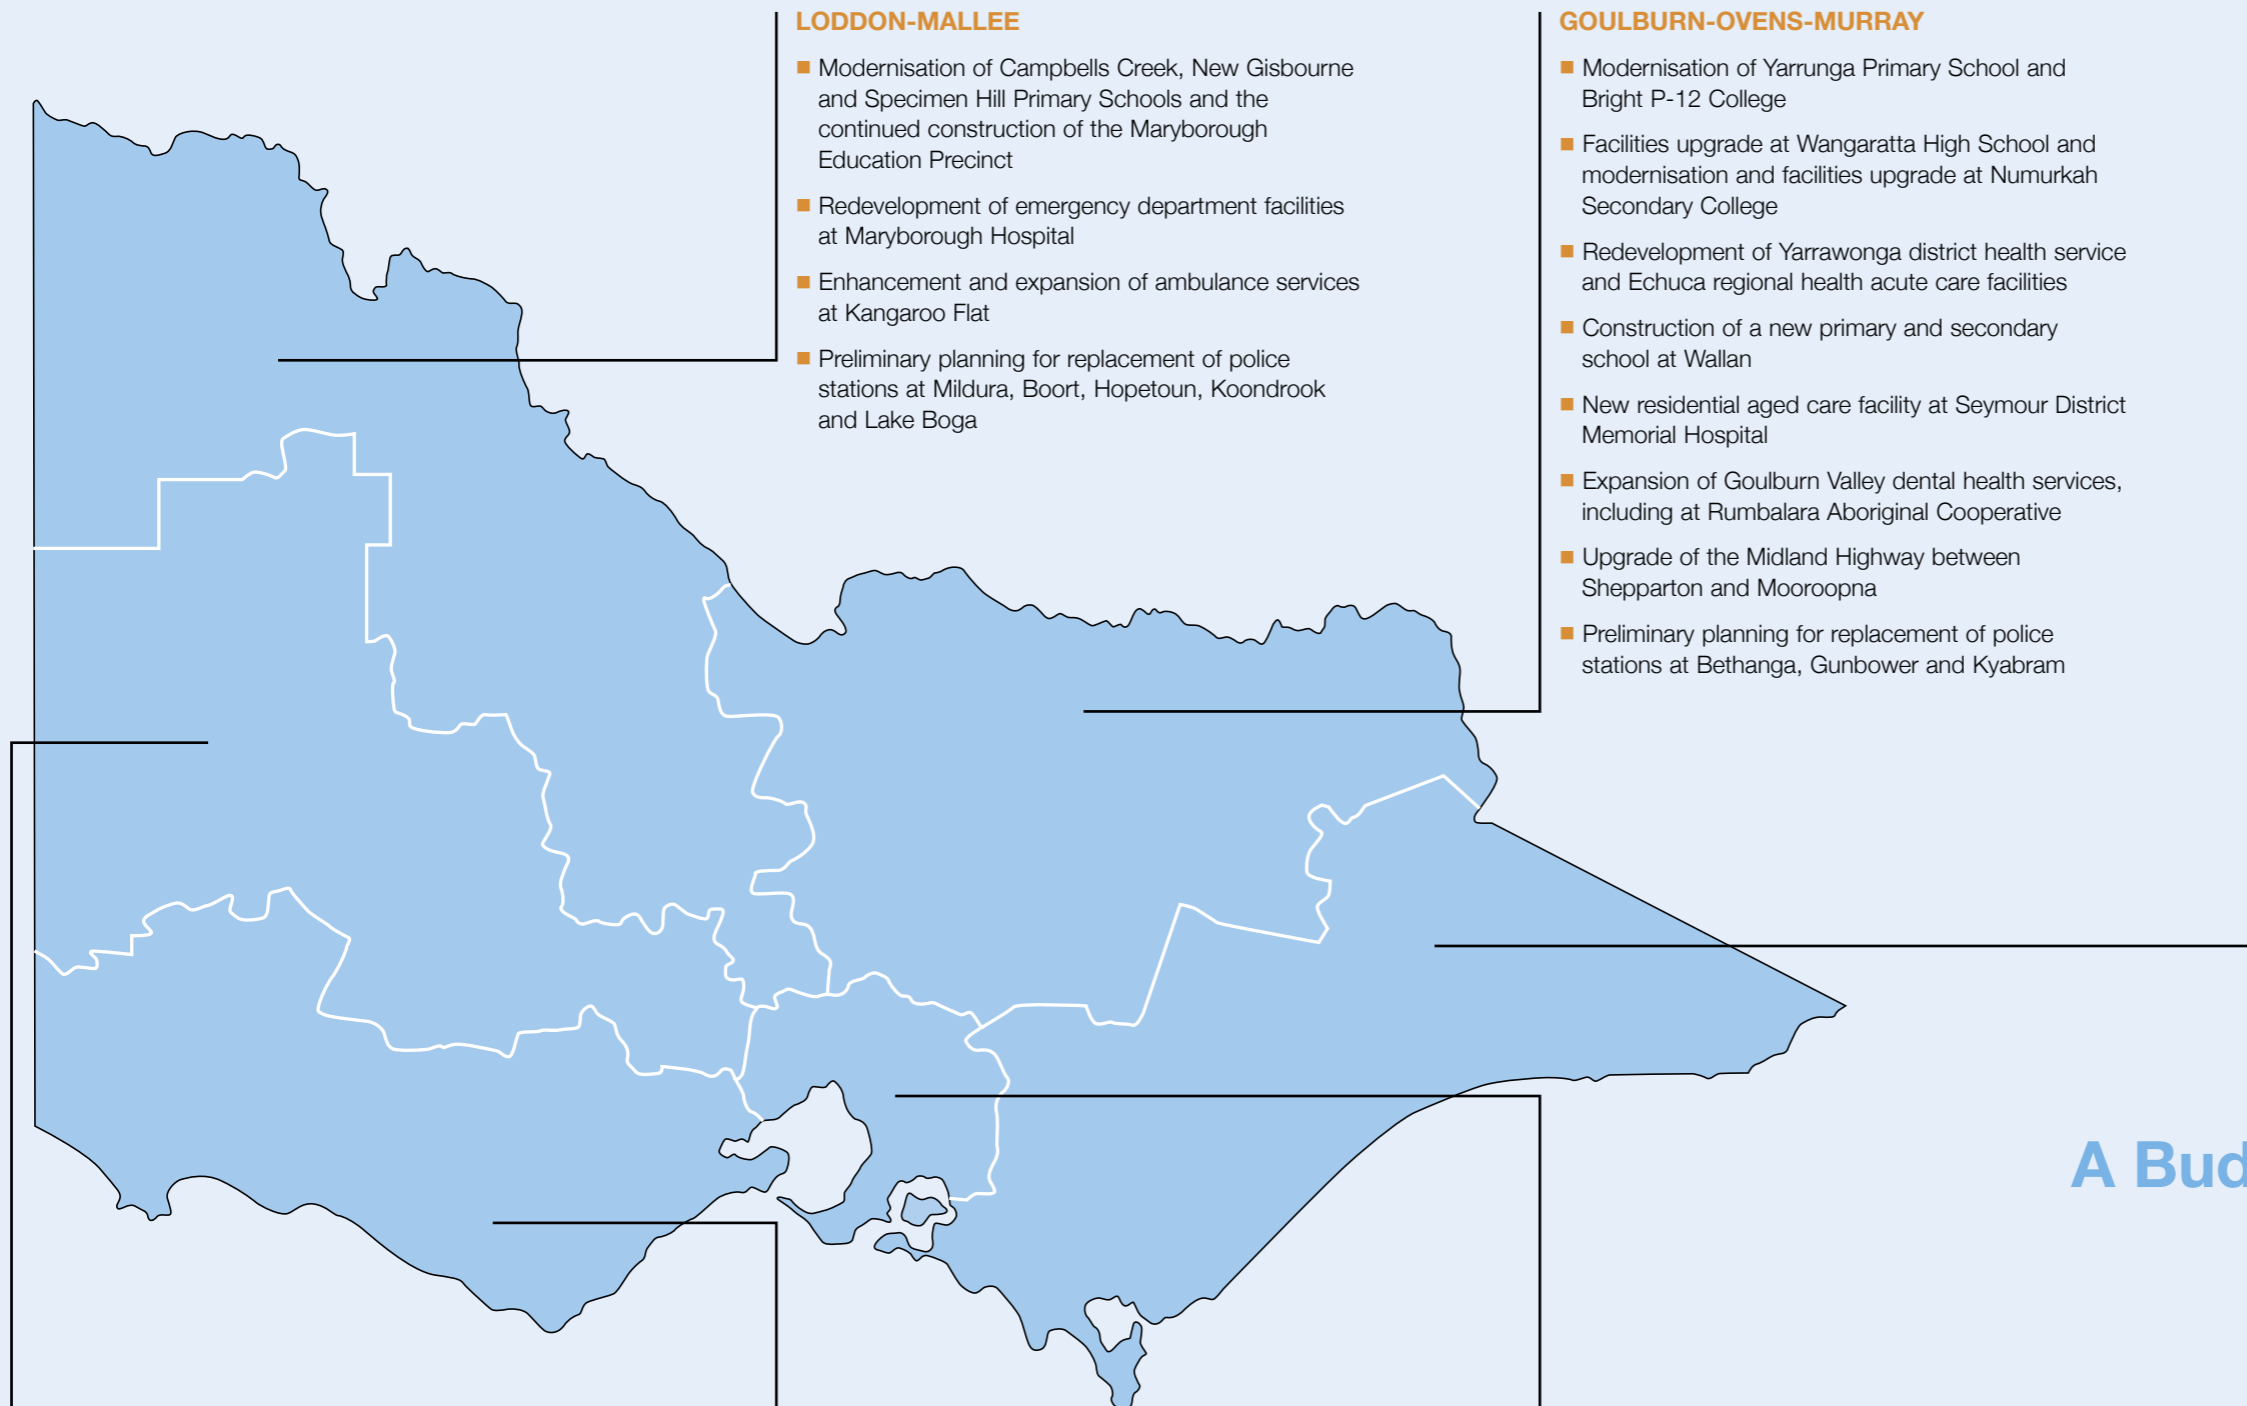 LODDON-MALLEE
■ Modernisation of Campbells Creek, New Gisbourne
and Specimen Hill Primary Schools and the
continued construction of the Maryborough
Education Precinct
■ Redevelopment of emergency department facilities
at Maryborough Hospital
■ Enhancement and expansion of ambulance services
at Kangaroo Flat
■ Preliminary planning for replacement of police
stations at Mildura, Boort, Hopetoun, Koondrook
and Lake Boga
GOULBURN-OVENS-MURRAY
■ Modernisation of Yarrunga Primary School and
Bright P-12 College
■ Facilities upgrade at Wangaratta High School and
modernisation and facilities upgrade at Numurkah
Secondary College
■ Redevelopment of Yarrawonga district health service
and Echuca regional health acute care facilities
■ Construction of a new primary and secondary
school at Wallan
■ New residential aged care facility at Seymour District
Memorial Hospital
■ Expansion of Goulburn Valley dental health services,
including at Rumbalara Aboriginal Cooperative
■ Upgrade of the Midland Highway between
Shepparton and Mooroopna
■ Preliminary planning for replacement of police
stations at Bethanga, Gunbower and Kyabram
A Bud